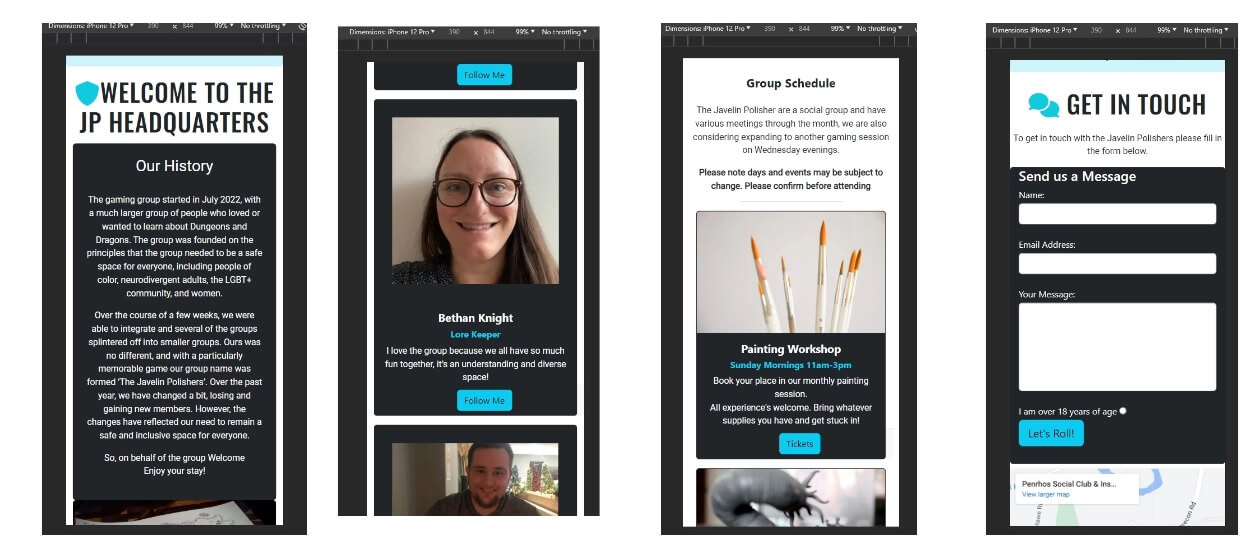 Dimensions: iPhone 12 Pro ▼ 390 x 844 99% ▼ No throttling ▼
WELCOME TO THE
JP HEADQUARTERS
Our History
The gaming group started in July 2022, with
a much larger group of people who loved or
wanted to learn about Dungeons and
Dragons. The group was founded on the
principles that the group needed to be a safe
space for everyone, including people of
color, neurodivergent adults, the LGBT+
community, and women.
Over the course of a few weeks, we were
able to integrate and several of the groups
splintered off into smaller groups. Ours was
no different, and with a particularly
memorable game our group name was
formed 'The Javelin Polishers'. Over the past
year, we have changed a bit, losing and
gaining new members. However, the
changes have reflected our need to remain a
safe and inclusive space for everyone.
So, on behalf of the group Welcome
Enjoy your stay!
Dimensions: iPhone 12 Pro ▼ 390 x 844 99% ▼ No throttling ▼
Follow Me
Bethan Knight
Lore Keeper
I love the group because we all have so much
fun together, it's an understanding and diverse
space!
Follow Me
Dimensions: iPhone 12 Pro ▼ 390 x 844 99% ▼ No throttling ▼
Group Schedule
The Javelin Polisher are a social group and have
various meetings through the month, we are also
considering expanding to another gaming session
on Wednesday evenings.
Please note days and events may be subject to
change. Please confirm before attending
Painting Workshop
Sunday Mornings 11am-3pm
Book your place in our monthly painting
session.
All experience's welcome. Bring whatever
supplies you have and get stuck in!
Tickets
Dimensions: iPhone 12 Pro ▼ 390 x 844 99% ▼ No throttling ▼
GET IN TOUCH
To get in touch with the Javelin Polishers please fill in
the form below.
Send us a Message
Name:
Email Address:
Your Message:
I am over 18 years of age
Let's Roll!
Penrhos Social Club & Ins...
View larger map